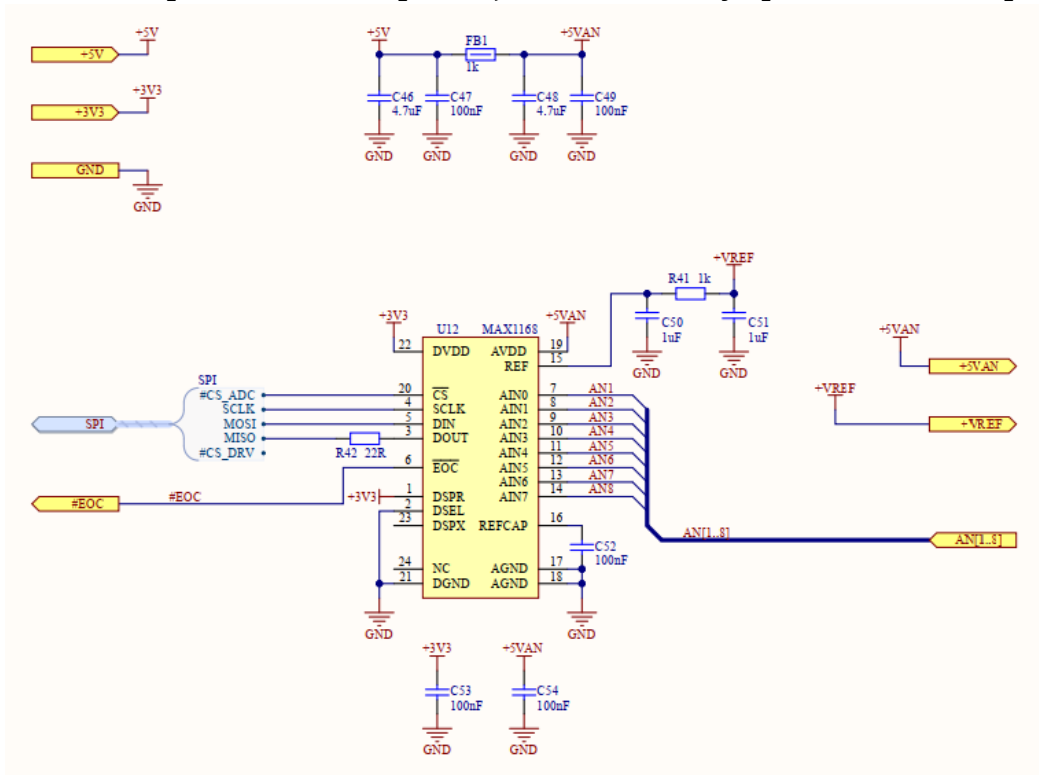 +5V
+5V
+3V3
+3V3
GND
GND
+5V
FB1
1k
+5VAN
C46
4.7uF
C47
100nF
C48
4.7uF
C49
100nF
GND
GND
GND
GND
+VREF
R41 1k
C50
1uF
C51
1uF
GND
GND
+3V3
U12
MAX1168
+5VAN
22
DVDD
AVDD
19
REF
15
SPI
#CS_ADC
SCLK
MOSI
MISO
#CS_DRV
SPI
R42 22R
20
CS
4
SCLK
5
DIN
3
DOUT
6
EOC
#EOC
#EOC
+3V3
1
DSPR
2
DSEL
23
DSPX
24
NC
21
DGND
AIN0
7
AN1
AIN1
8
AN2
AIN2
9
AN3
AIN3
10
AN4
AIN4
11
AN5
AIN5
12
AN6
AIN6
13
AN7
AIN7
14
AN8
REFCAP
16
C52
100nF
AGND
17
AGND
18
GND
GND
AN[1..8]
AN[1..8]
+5VAN
+5VAN
+VREF
+VREF
+3V3
C53
100nF
GND
+5VAN
C54
100nF
GND